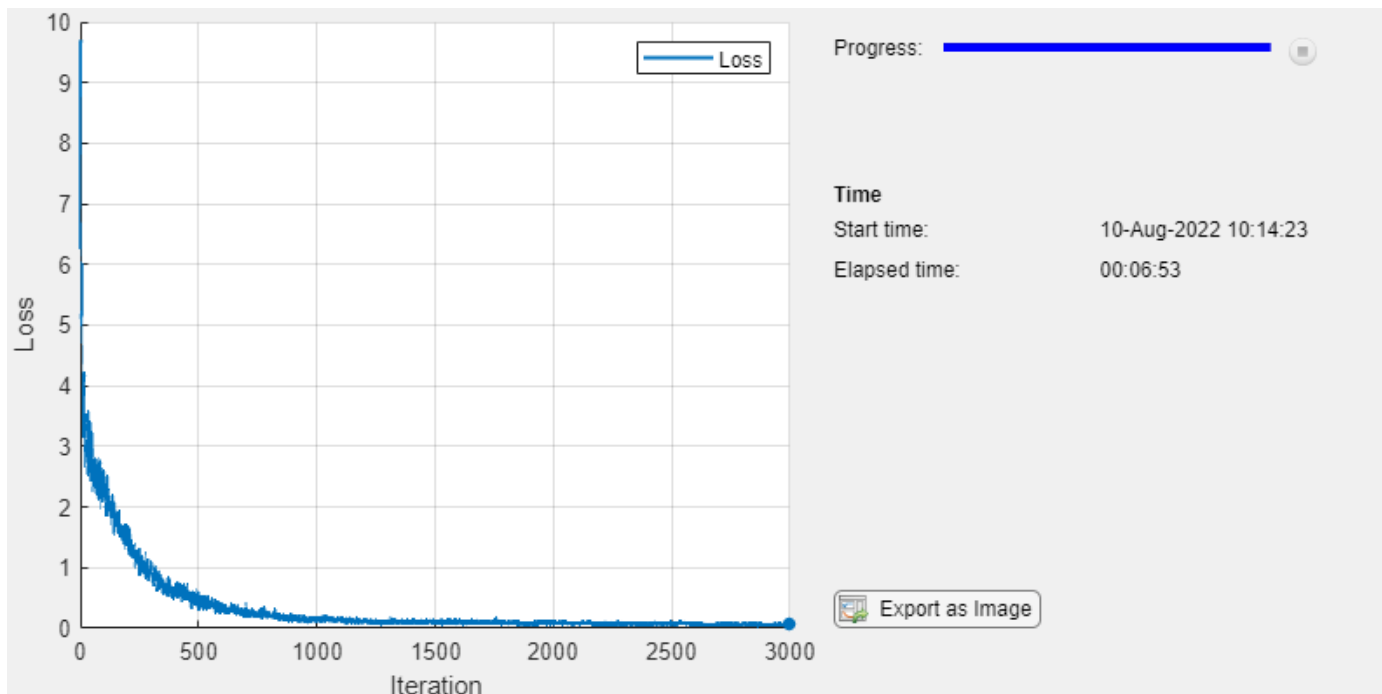 10
9
8
7
6
5
4
3
2
1
0
Loss
0 500 1000 1500 2000 2500 3000
Iteration
Loss
Progress:
Time
Start time: 10-Aug-2022 10:14:23
Elapsed time: 00:06:53
Export as Image